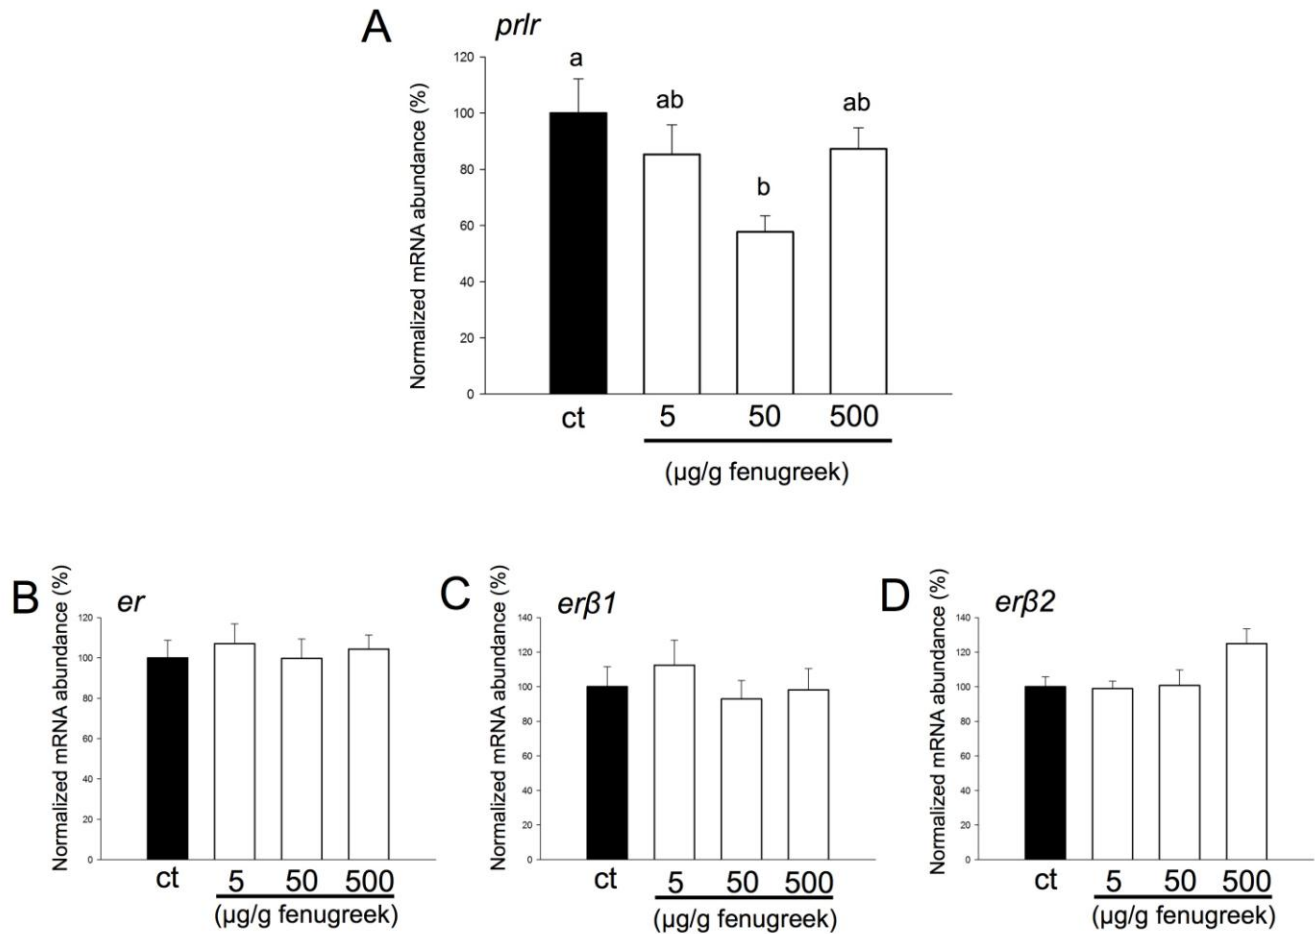 A
prlr
Normalized mRNA abundance (%)
120
100
80
60
40
20
0
a
ab
b
ab
ct
5 50 500
(µg/g fenugreek)
B
er
Normalized mRNA abundance (%)
120
100
80
60
40
20
0
ct
5 50 500
(µg/g fenugreek)
C
erβ1
Normalized mRNA abundance (%)
140
120
100
80
60
40
20
0
ct
5 50 500
(µg/g fenugreek)
D
erβ2
Normalized mRNA abundance (%)
140
120
100
80
60
40
20
0
ct
5 50 500
(µg/g fenugreek)